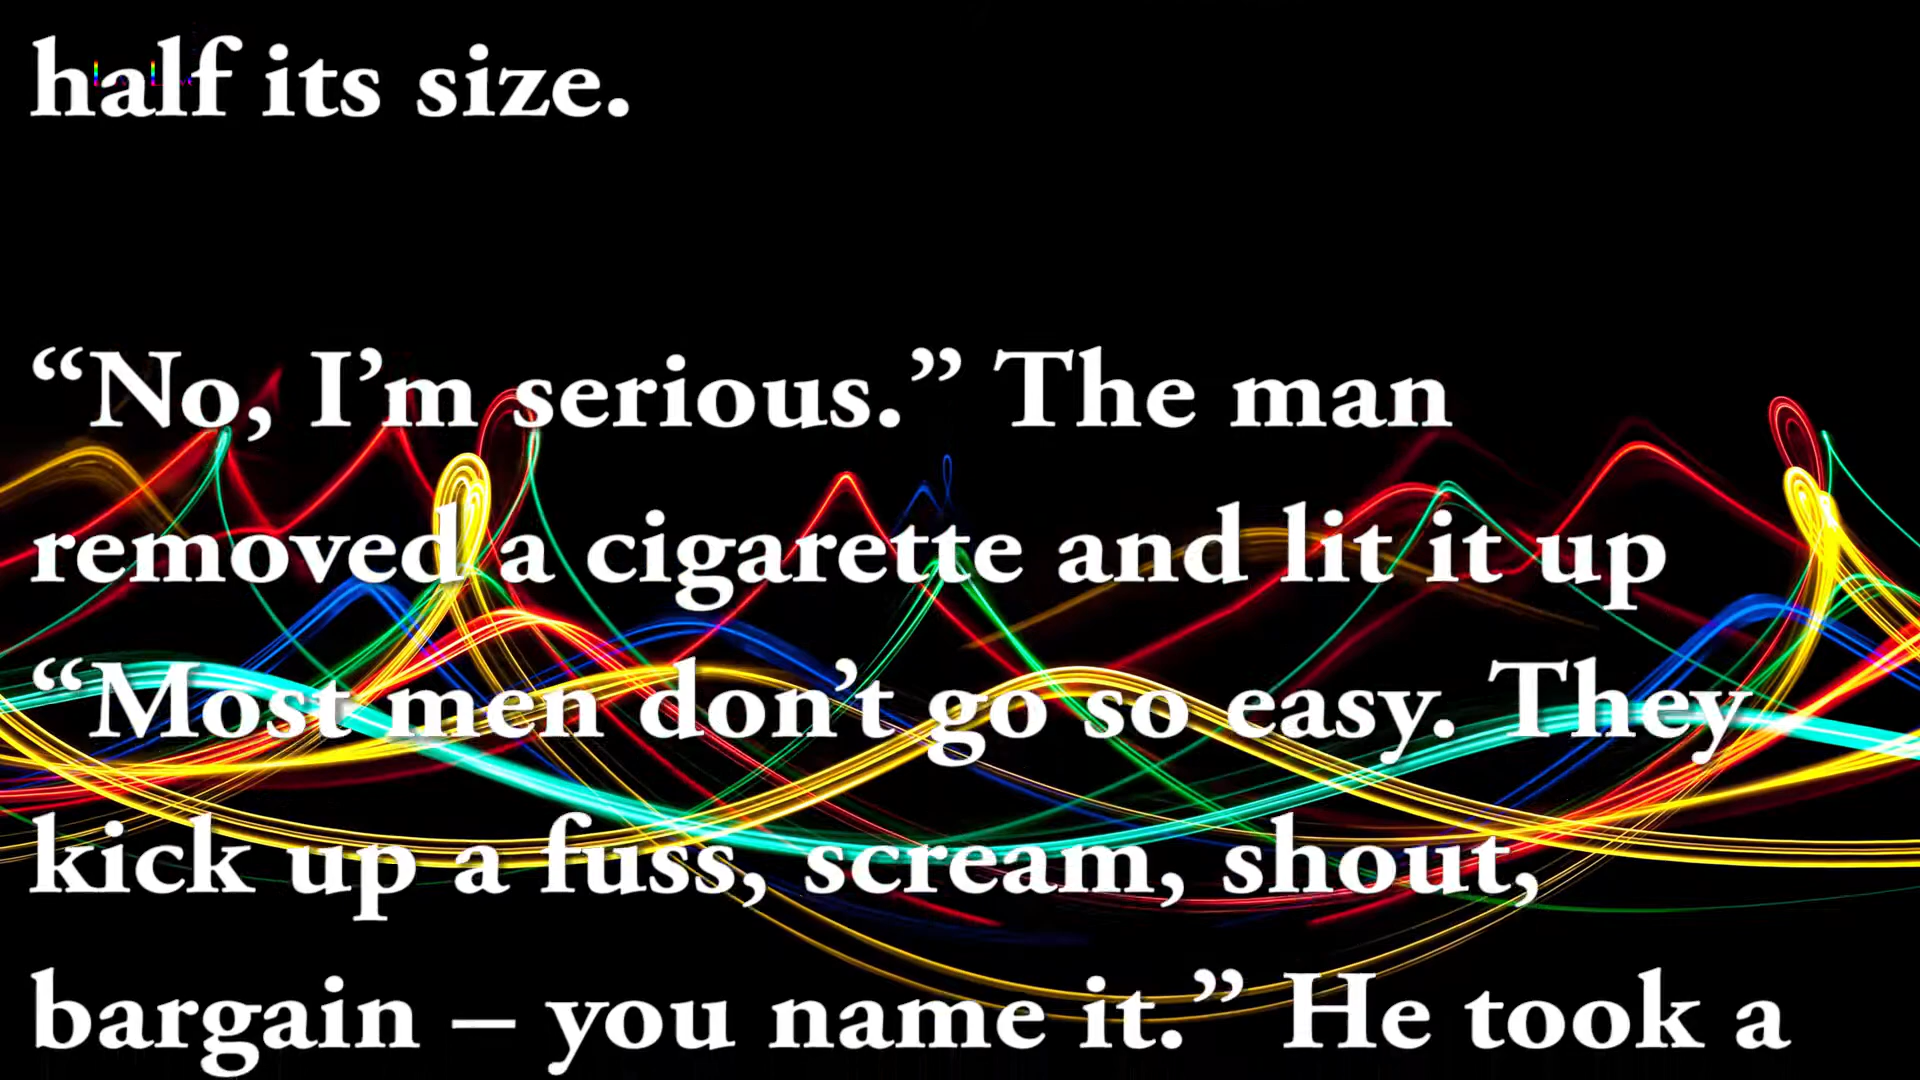 half its size.
“No, I’m serious.” The man
removed a cigarette and lit it up
“Most men don’t go so easy. They
kick up a fuss, scream, shout,
bargain – you name it.” He took a